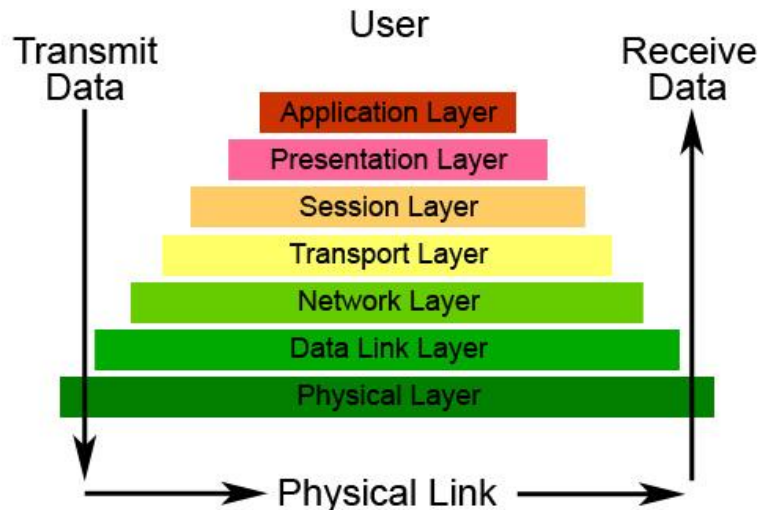 User
Transmit
Data
Receive
Data
Application Layer
Presentation Layer
Session Layer
Transport Layer
Network Layer
Data Link Layer
Physical Layer
Physical Link